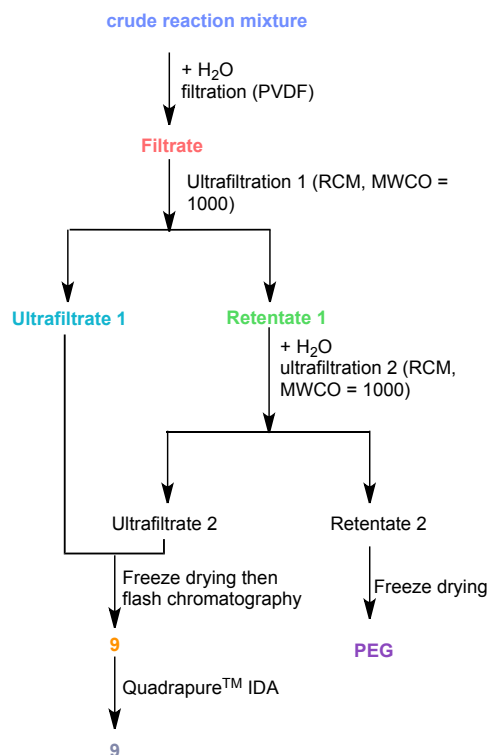 crude reaction mixture
+ H₂O
filtration (PVDF)
Filtrate
Ultrafiltration 1 (RCM, MWCO =
1000)
Ultrafiltrate 1
Retentate 1
+ H₂O
ultrafiltration 2 (RCM,
MWCO = 1000)
Ultrafiltrate 2
Retentate 2
Freeze drying then
flash chromatography
Freeze drying
9
PEG
Quadrapure™ IDA
9